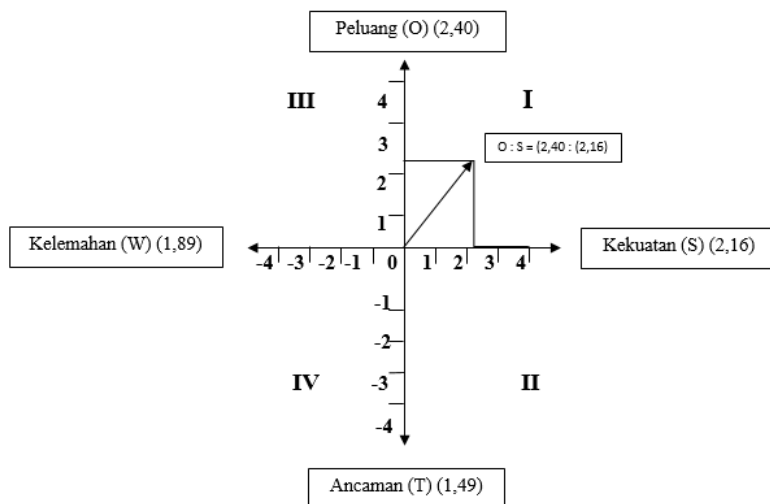 Peluang (O) (2,40)
III
I
4
3
2
1
O : S = (2,40 : (2,16)
Kelemahan (W) (1,89)
Kekuatan (S) (2,16)
-4 -3 -2 -1 0 1 2 3 4
-1
-2
-3
-4
IV
II
Ancaman (T) (1,49)